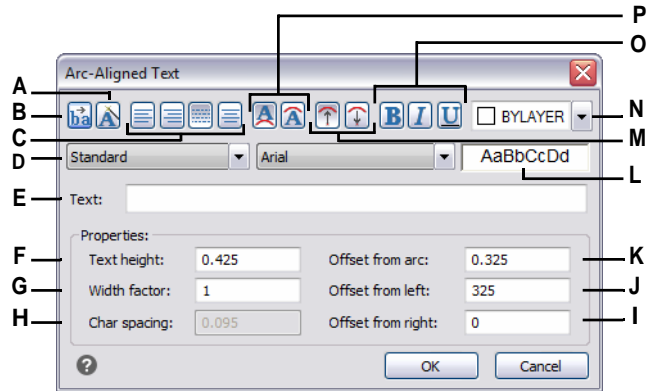 P
O
Arc-Aligned Text
A
B
C
ba A A A B I U BYLAYER
N
M
D
Standard Arial AaBbCcDd
L
E
Text:
Properties:
F Text height: 0.425 Offset from arc: 0.325 K
G Width factor: 1 Offset from left: 325 J
H Char spacing: 0.095 Offset from right: 0 I
? OK Cancel